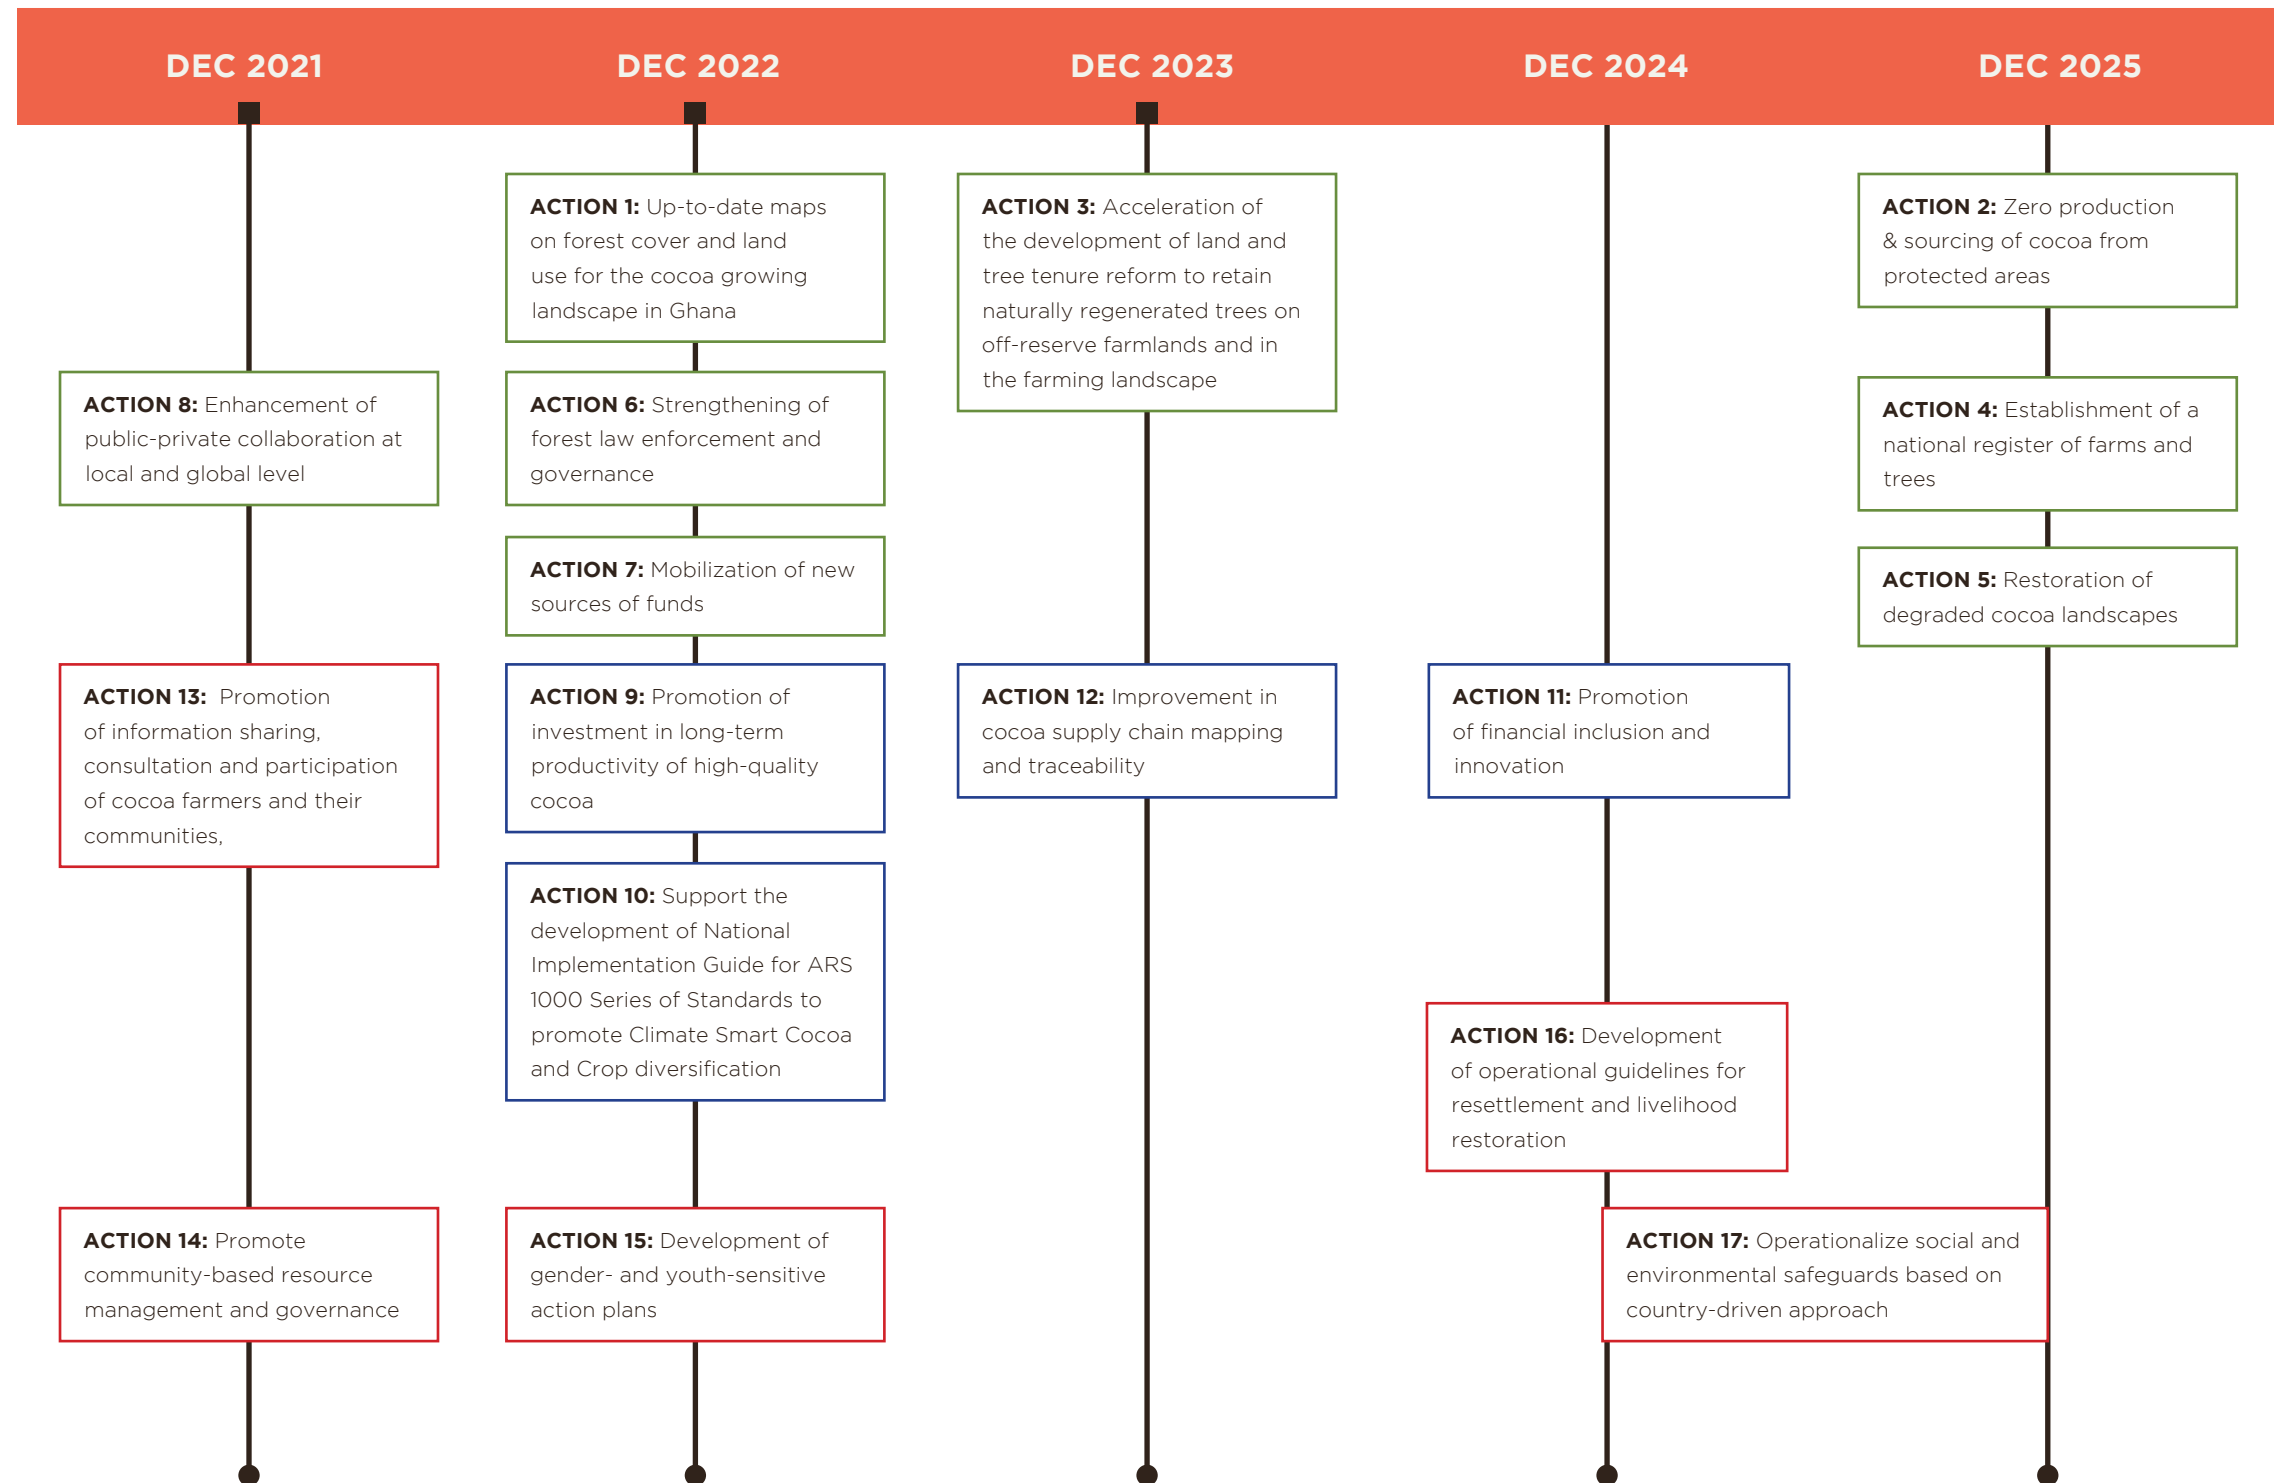 DEC 2021
DEC 2022
DEC 2023
DEC 2024
DEC 2025
ACTION 8: Enhancement of
public-private collaboration at
local and global level
ACTION 13: Promotion
of information sharing,
consultation and participation
of cocoa farmers and their
communities,
ACTION 14: Promote
community-based resource
management and governance
ACTION 1: Up-to-date maps
on forest cover and land
use for the cocoa growing
landscape in Ghana
ACTION 6: Strengthening of
forest law enforcement and
governance
ACTION 7: Mobilization of new
sources of funds
ACTION 9: Promotion of
investment in long-term
productivity of high-quality
cocoa
ACTION 10: Support the
development of National
Implementation Guide for ARS
1000 Series of Standards to
promote Climate Smart Cocoa
and Crop diversification
ACTION 15: Development of
gender- and youth-sensitive
action plans
ACTION 3: Acceleration of
the development of land and
tree tenure reform to retain
naturally regenerated trees on
off-reserve farmlands and in
the farming landscape
ACTION 12: Improvement in
cocoa supply chain mapping
and traceability
ACTION 11: Promotion
of financial inclusion and
innovation
ACTION 16: Development
of operational guidelines for
resettlement and livelihood
restoration
ACTION 17: Operationalize social and
environmental safeguards based on
country-driven approach
ACTION 2: Zero production
& sourcing of cocoa from
protected areas
ACTION 4: Establishment of a
national register of farms and
trees
ACTION 5: Restoration of
degraded cocoa landscapes